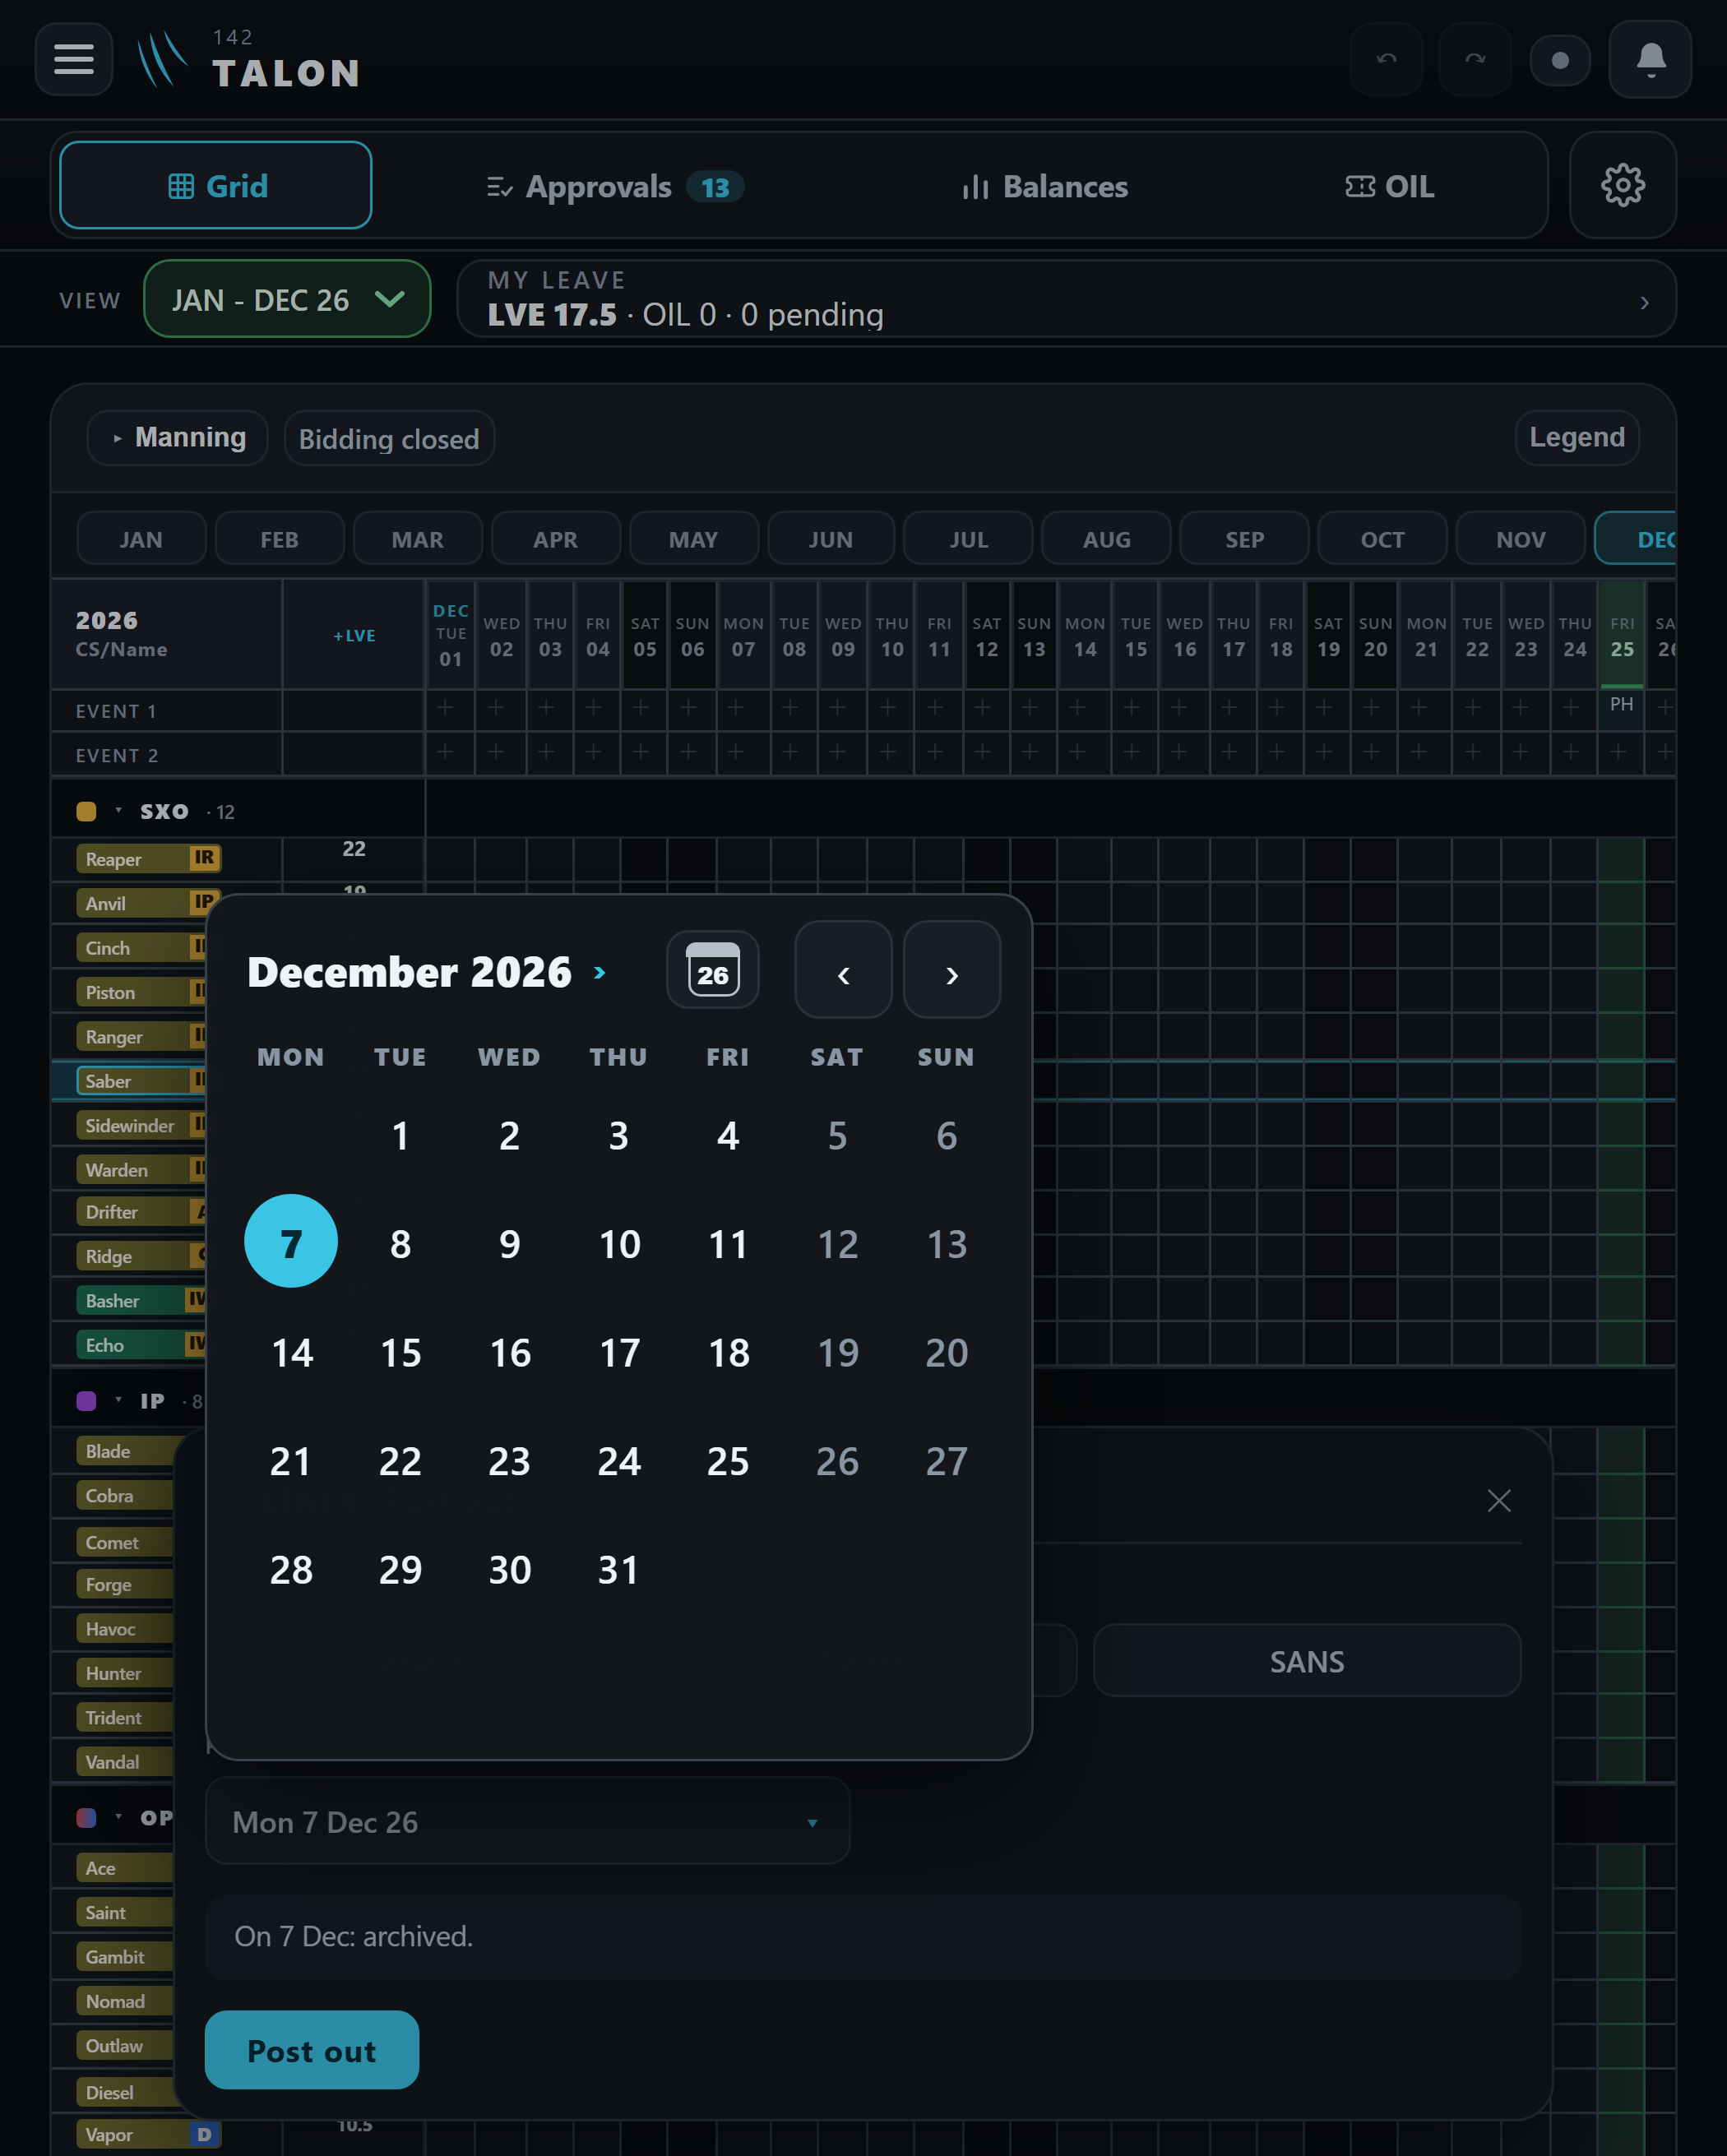 142
TALON
Grid
Approvals 13
Balances
OIL
VIEW
JAN - DEC 26
MY LEAVE
LVE 17.5 · OIL 0 · 0 pending
Manning
Bidding closed
Legend
JAN FEB MAR APR MAY JUN JUL AUG SEP OCT NOV DEC
2026
CS/Name
+LVE
DEC
TUE WED THU FRI SAT SUN MON TUE WED THU FRI SAT SUN MON TUE WED THU FRI SAT SUN MON TUE WED THU FRI
01 02 03 04 05 06 07 08 09 10 11 12 13 14 15 16 17 18 19 20 21 22 23 24 25
EVENT 1
PH
EVENT 2
SXO · 12
Reaper IR 22
Anvil IP
Cinch
Piston
Ranger
Saber
Sidewinder
Warden
Drifter
Ridge
Basher
Echo
IP · 8
Blade
Cobra
Comet
Forge
Havoc
Hunter
Trident
Vandal
Ace
Saint
Gambit
Nomad
Outlaw
Diesel
Vapor D 10.5
December 2026 ›
26
‹ ›
MON TUE WED THU FRI SAT SUN
1 2 3 4 5 6
7 8 9 10 11 12 13
14 15 16 17 18 19 20
21 22 23 24 25 26 27
28 29 30 31
SANS
Mon 7 Dec 26
On 7 Dec: archived.
Post out